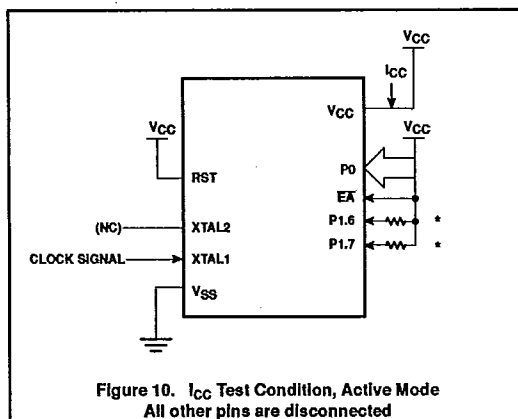 VCC
ICC
VCC
VCC
VCC
RST
P0
EA
(NC)
XTAL2
P1.6
*
CLOCK SIGNAL
XTAL1
P1.7
*
VSS
Figure 10. ICC Test Condition, Active Mode
All other pins are disconnected